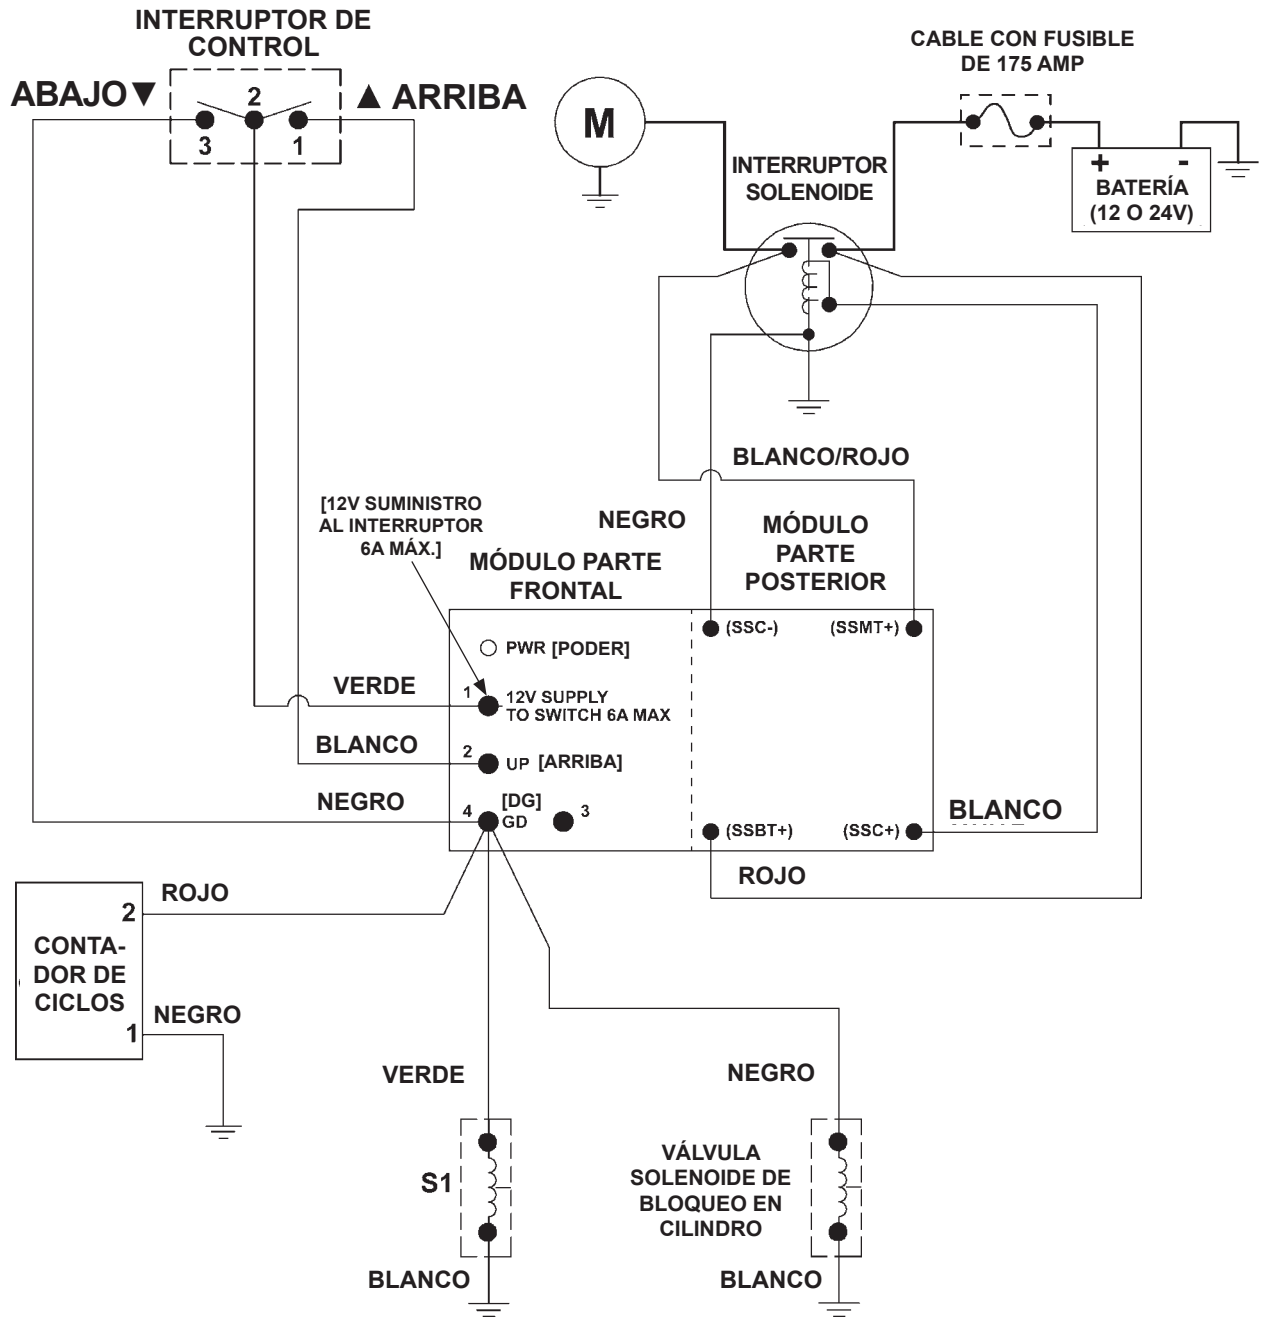 INTERRUPTOR DE
CONTROL
ABAJO▼
▲ ARRIBA
2
3
1
CABLE CON FUSIBLE
DE 175 AMP
M
INTERRUPTOR
SOLENOIDE
+ -
BATERÍA
(12 O 24V)
BLANCO/ROJO
NEGRO
[12V SUMINISTRO
AL INTERRUPTOR
6A MÁX.]
MÓDULO PARTE
FRONTAL
MÓDULO
PARTE
POSTERIOR
(SSC-)
(SSMT+)
PWR [PODER]
VERDE
1
12V SUPPLY
TO SWITCH 6A MAX
BLANCO
2
UP [ARRIBA]
NEGRO
4
[DG]
GD
3
(SSBT+)
(SSC+)
BLANCO
ROJO
ROJO
2
CONTA-
DOR DE
CICLOS
1
NEGRO
VERDE
NEGRO
S1
VÁLVULA
SOLENOIDE DE
BLOQUEO EN
CILINDRO
BLANCO
BLANCO